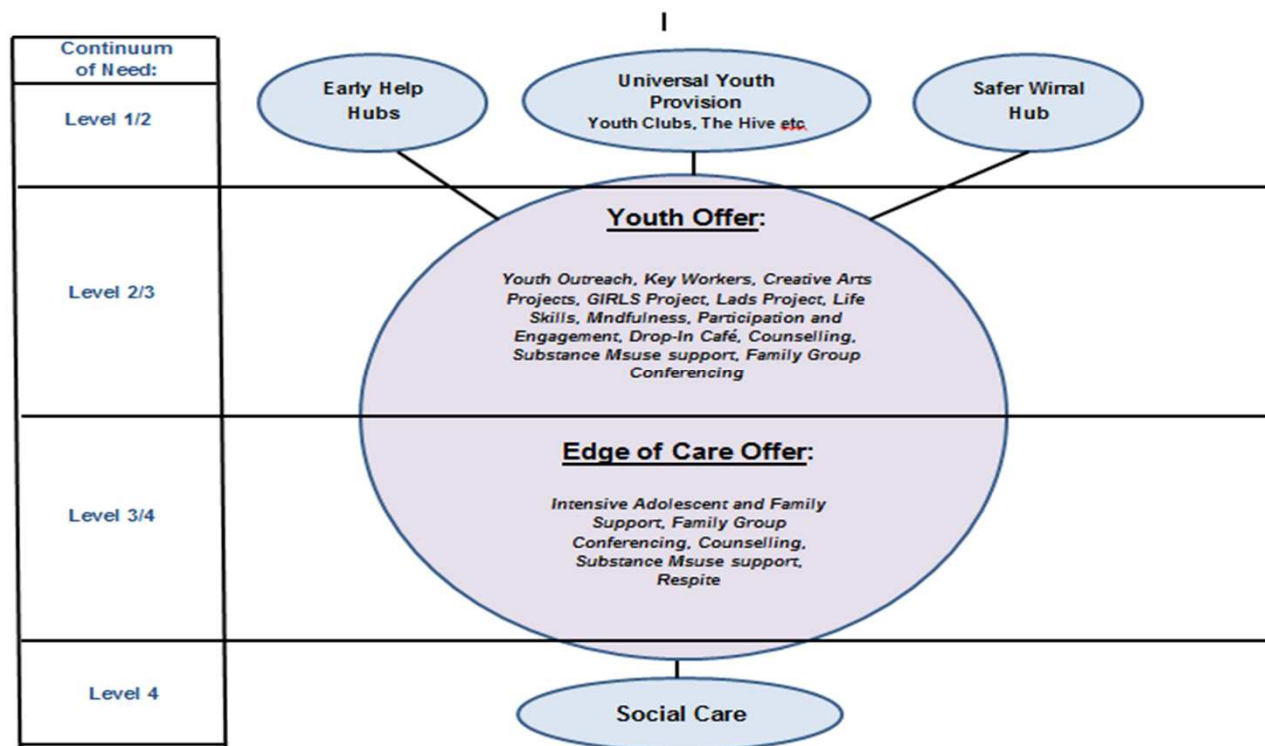 I
Continuum
of Need:
Early Help
Hubs
Universal Youth
Provision
Youth Clubs, The Hive etc
Safer Wirral
Hub
Level 1/2
Youth Offer:
Level 2/3
Youth Outreach, Key Workers, Creative Arts
Projects, GIRLS Project, Lads Project, Life
Skills, Mndfulness, Participation and
Engagement, Drop-In Café, Counselling,
Substance Msuse support, Family Group
Conferencing
Edge of Care Offer:
Level 3/4
Intensive Adolescent and Family
Support, Family Group
Conferencing, Counselling,
Substance Msuse support,
Respite
Level 4
Social Care